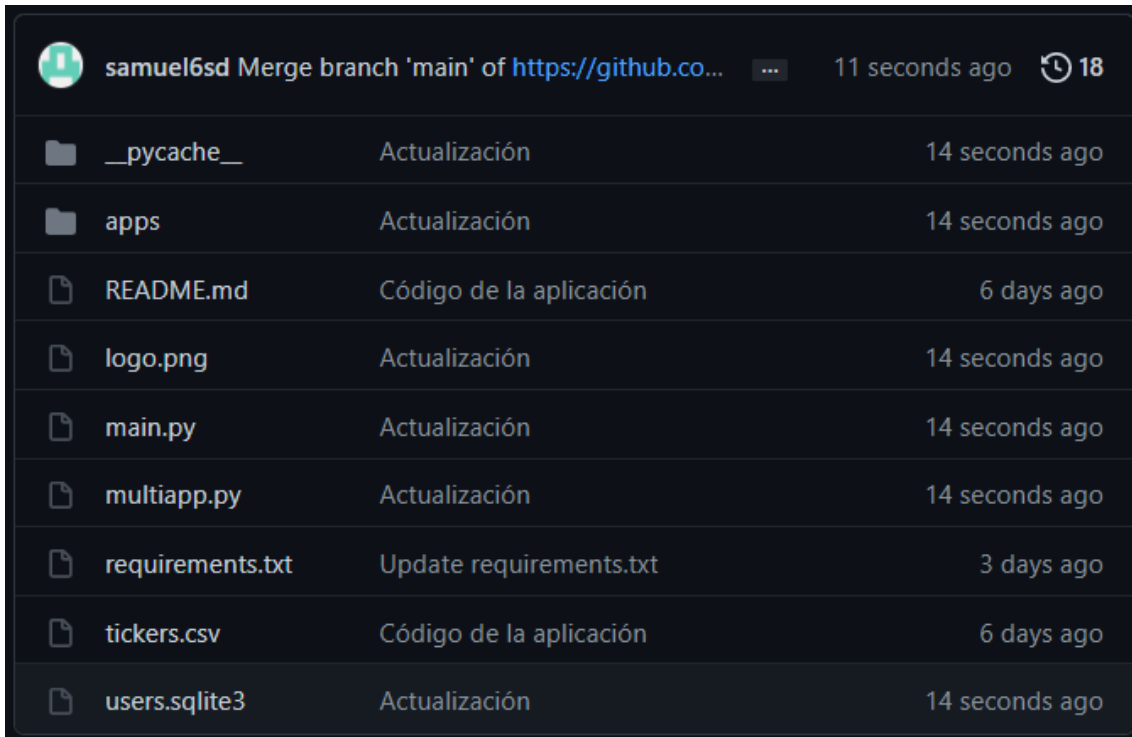 samuel6sd Merge branch 'main' of https://github.co... ... 11 seconds ago 18
__pycache__ Actualización 14 seconds ago
apps Actualización 14 seconds ago
README.md Código de la aplicación 6 days ago
logo.png Actualización 14 seconds ago
main.py Actualización 14 seconds ago
multiapp.py Actualización 14 seconds ago
requirements.txt Update requirements.txt 3 days ago
tickers.csv Código de la aplicación 6 days ago
users.sqlite3 Actualización 14 seconds ago